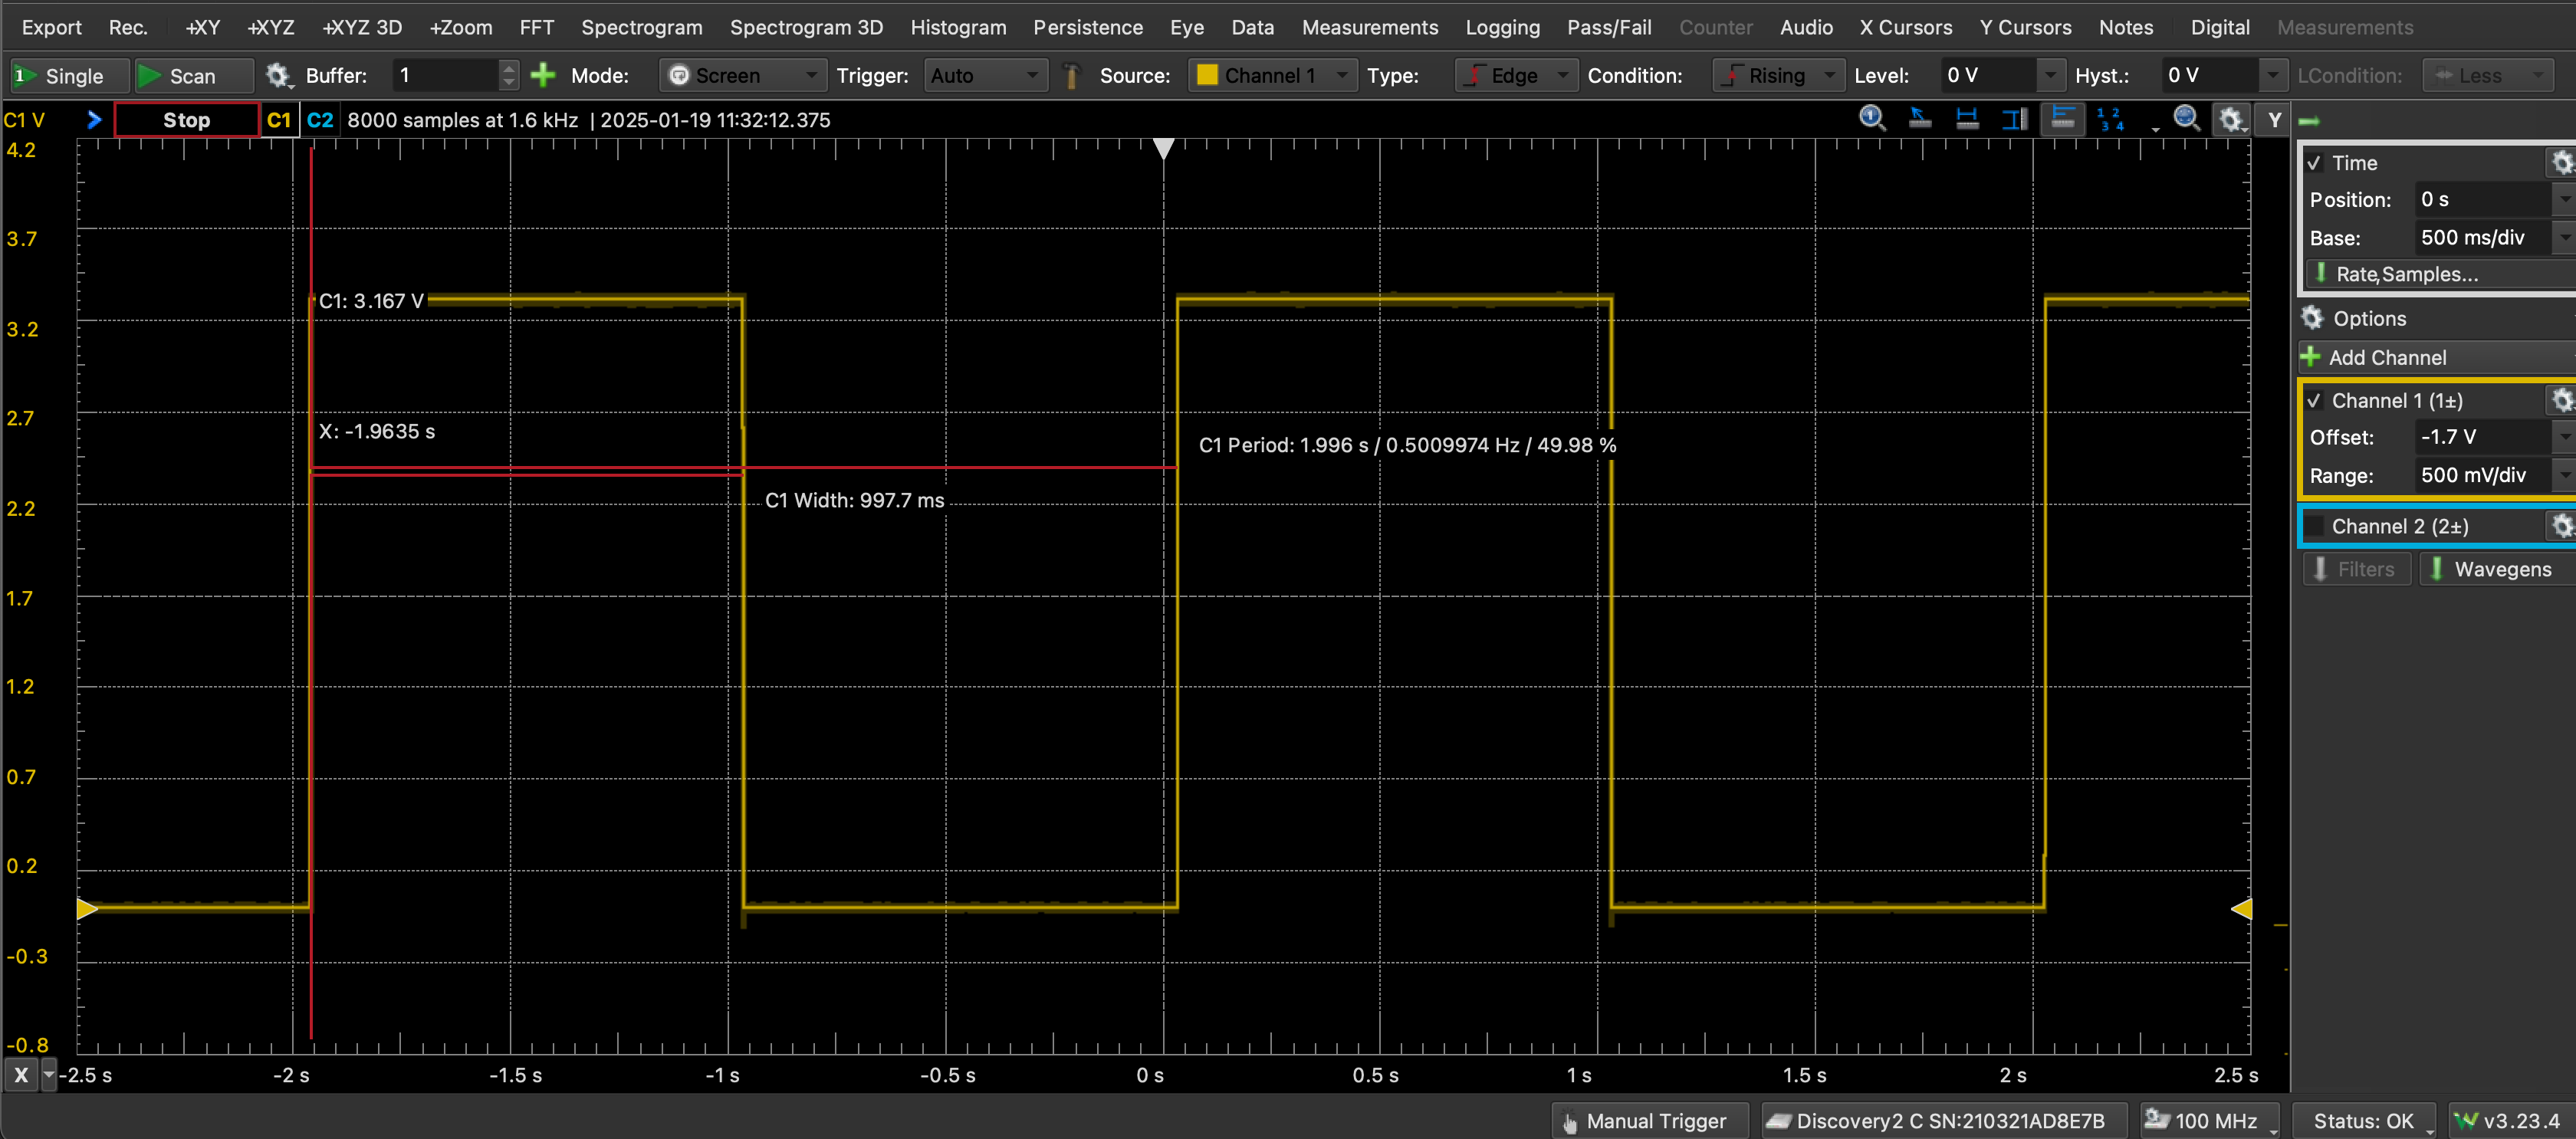 Export Rec. +XY +XYZ +XYZ 3D +Zoom FFT Spectrogram Spectrogram 3D Histogram Persistence Eye Data Measurements Logging Pass/Fail Counter Audio X Cursors Y Cursors Notes Digital Measurements
1 Single Scan Buffer: 1 Mode: Screen Trigger: Auto Source: Channel 1 Type: Edge Condition: Rising Level: 0 V Hyst.: 0 V LCondition: Less
C1 V Stop C1 C2 8000 samples at 1.6 kHz | 2025-01-19 11:32:12.375 1 1 2 3 4 Y
4.2
3.7
3.2
2.7
2.2
1.7
1.2
0.7
0.2
-0.3
-0.8
C1: 3.167 V
X: -1.9635 s
C1 Period: 1.996 s / 0.5009974 Hz / 49.98 %
C1 Width: 997.7 ms
X -2.5 s -2 s -1.5 s -1 s -0.5 s 0 s 0.5 s 1 s 1.5 s 2 s 2.5 s
Time
Position: 0 s
Base: 500 ms/div
Rate,Samples...
Options
Add Channel
Channel 1 (1±)
Offset: -1.7 V
Range: 500 mV/div
Channel 2 (2±)
Filters Wavegens
Manual Trigger Discovery2 C SN:210321AD8E7B 100 MHz Status: OK v3.23.4